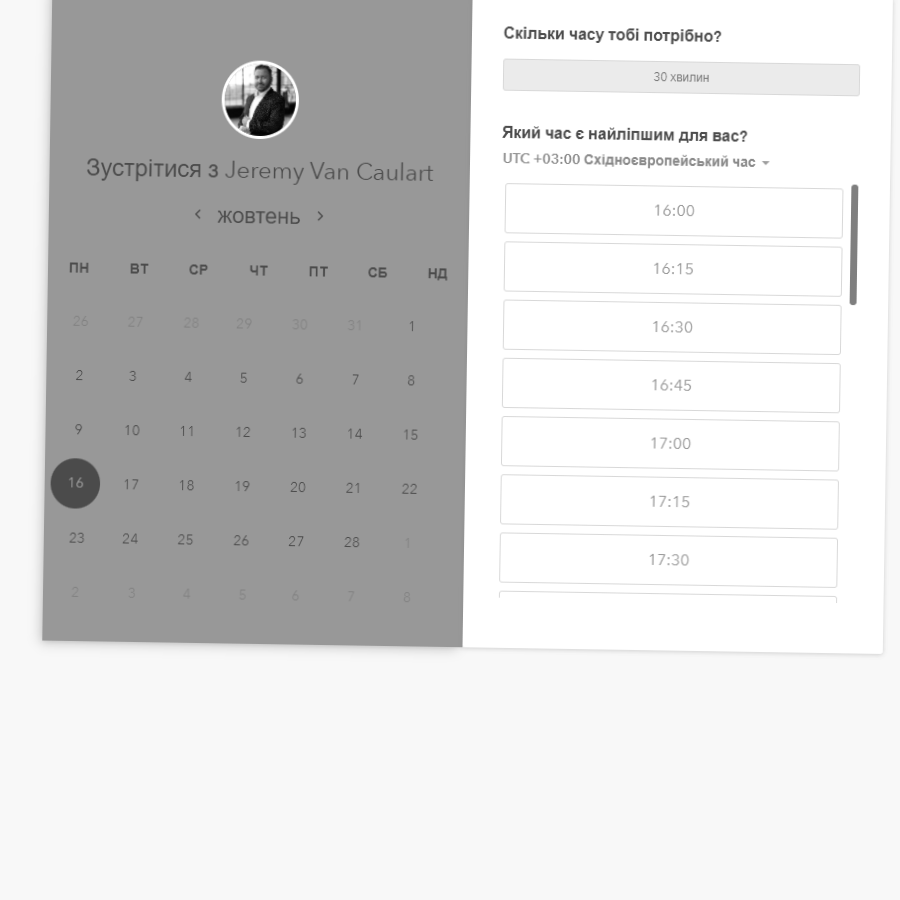 Зустрітися з Jeremy Van Caulart
жовтень
ПН ВТ СР ЧТ ПТ СБ НД
26 27 28 29 30 31 1
2 3 4 5 6 7 8
9 10 11 12 13 14 15
16 17 18 19 20 21 22
23 24 25 26 27 28 1
2 3 4 5 6 7 8
Скільки часу тобі потрібно?
30 хвилин
Який час є найліпшим для вас?
UTC +03:00 Східноєвропейський час
16:00
16:15
16:30
16:45
17:00
17:15
17:30